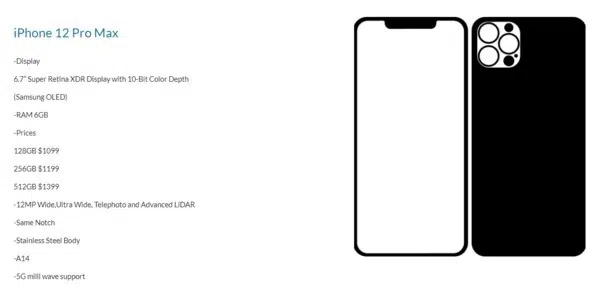 iPhone 12 Pro Max
-Display
6.7" Super Retina XDR Display with 10-Bit Color Depth
(Samsung OLED)
-RAM 6GB
-Prices
128GB $1099
256GB $1199
512GB $1399
-12MP Wide,Ultra Wide, Telephoto and Advanced LiDAR
-Same Notch
-Stainless Steel Body
-A14
-5G milli wave support